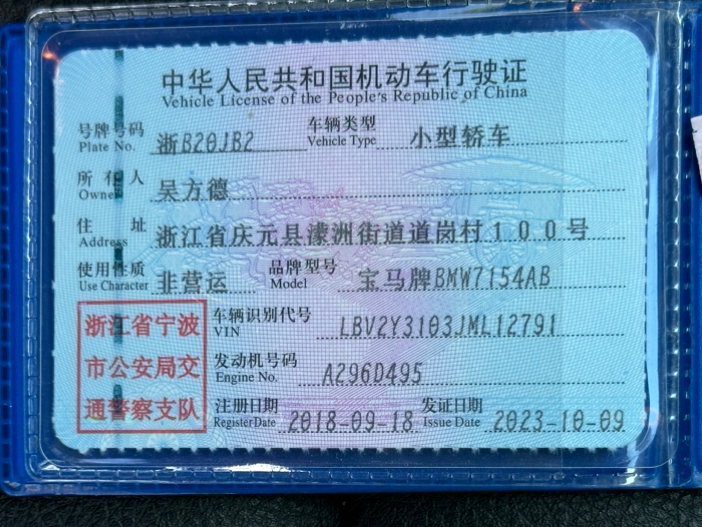 中华人民共和国机动车行驶证
Vehicle License of the People's Republic of China
号牌号码 浙B20JB2 车辆类型 小型轿车
Plate No. Vehicle Type
所有人 吴方德
Owner
住址 浙江省庆元县濛洲街道道岗村100号
Address
使用性质 非营运 品牌型号 宝马牌BMW7154AB
Use Character Model
浙江省宁波
市公安局交
通警察支队
车辆识别代号 LBV2Y3103JML12791
VIN
发动机号码 A296D495
Engine No.
注册日期 2018-09-18 发证日期 2023-10-09
Register Date Issue Date